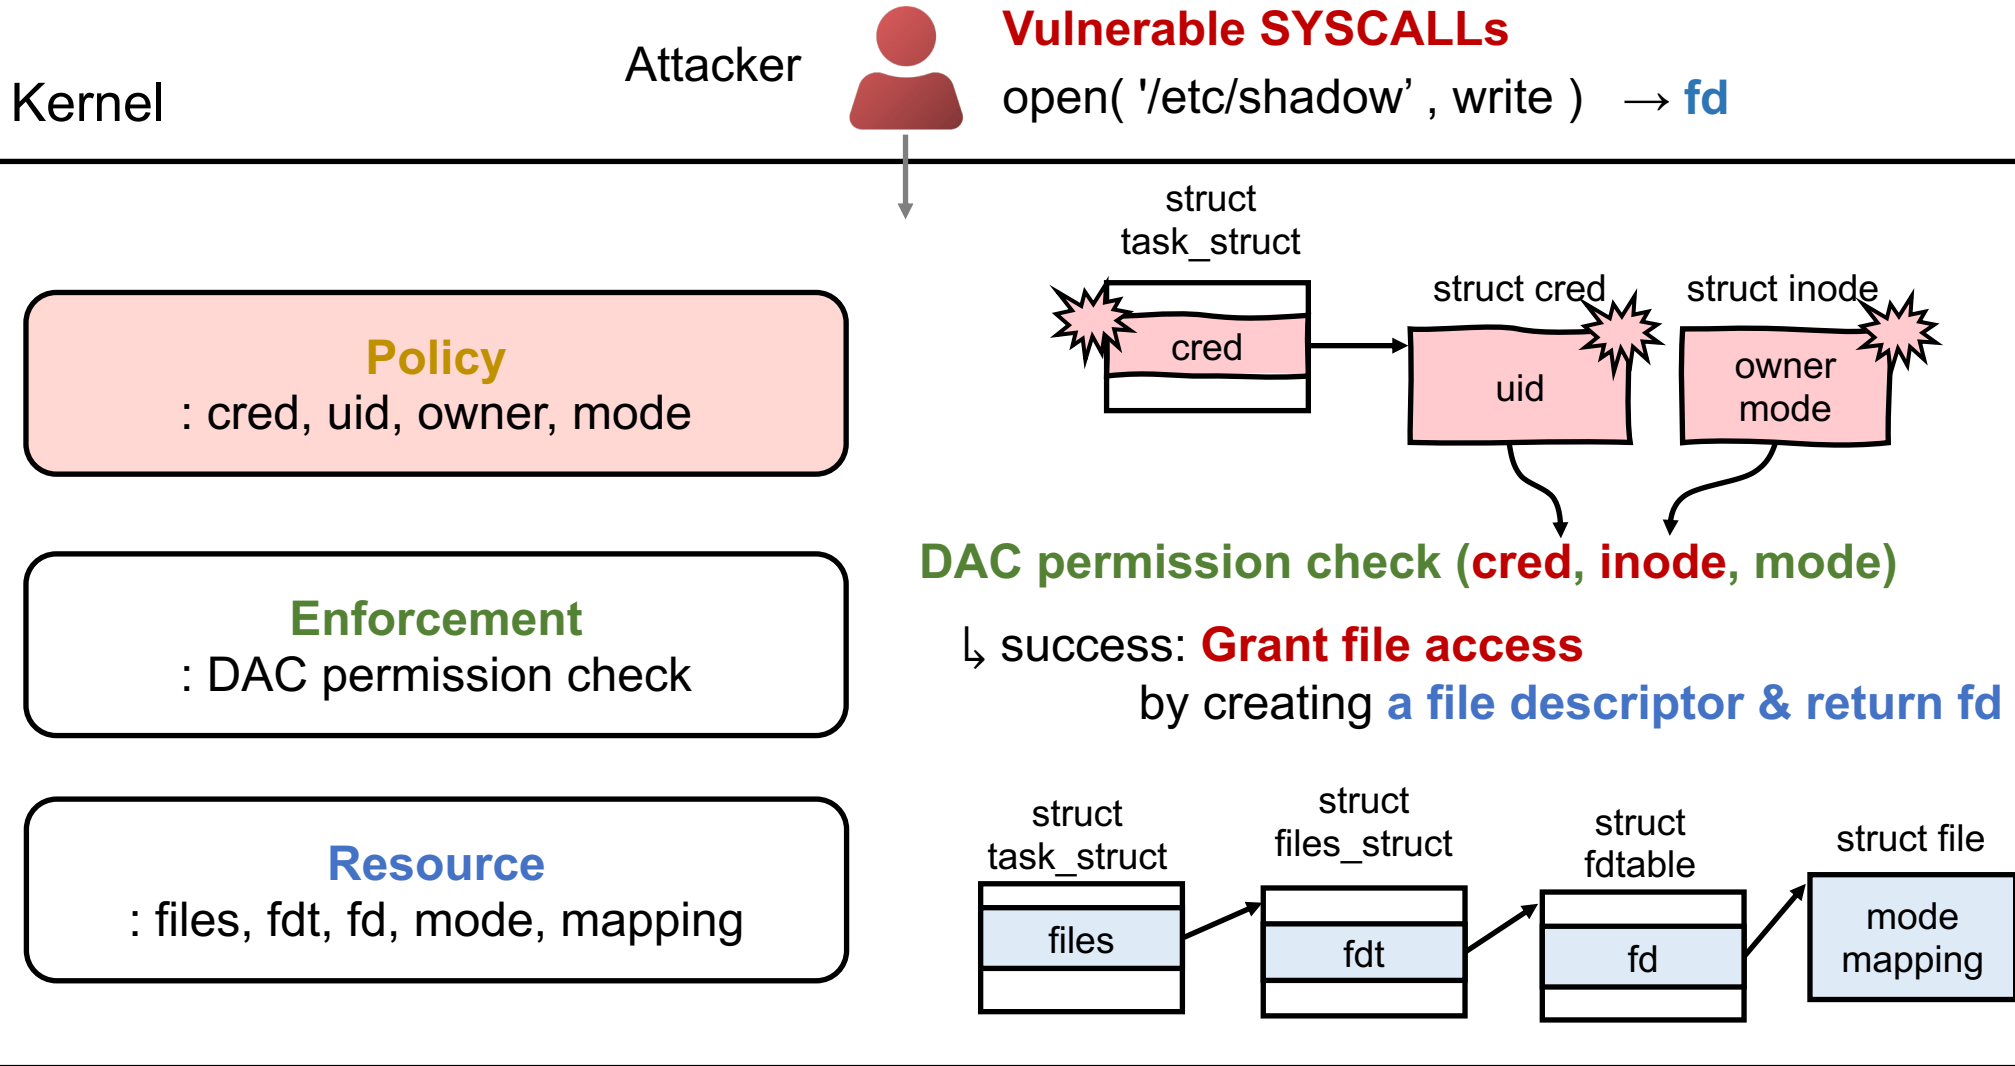 Vulnerable SYSCALLs
Attacker
Kernel
open( '/etc/shadow’ , write ) → fd
struct
task_struct
struct cred
struct inode
cred
uid
owner
mode
Policy
: cred, uid, owner, mode
DAC permission check (cred, inode, mode)
↳ success: Grant file access
by creating a file descriptor & return fd
Enforcement
: DAC permission check
struct
task_struct
struct
files_struct
struct
fdtable
struct file
files
fdt
fd
mode
mapping
Resource
: files, fdt, fd, mode, mapping